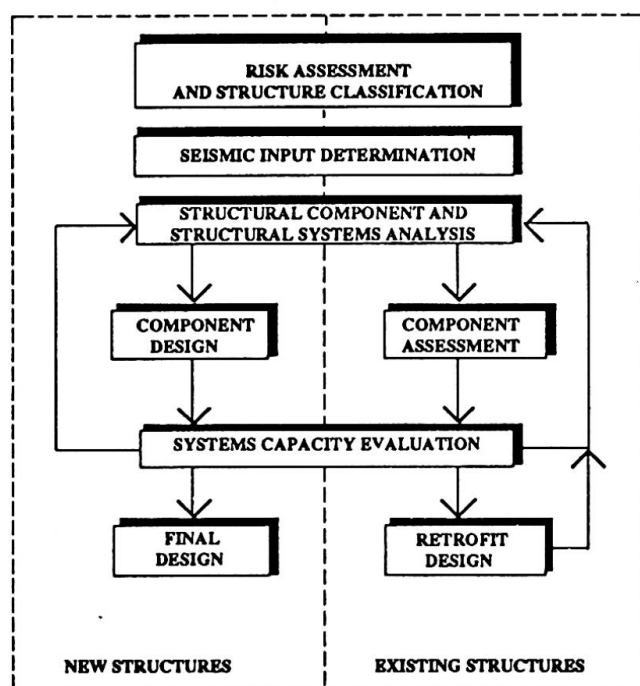 RISK ASSESSMENT
AND STRUCTURE CLASSIFICATION
SEISMIC INPUT DETERMINATION
STRUCTURAL COMPONENT AND
STRUCTURAL SYSTEMS ANALYSIS
COMPONENT
DESIGN
COMPONENT
ASSESSMENT
SYSTEMS CAPACITY EVALUATION
FINAL
DESIGN
RETROFIT
DESIGN
NEW STRUCTURES
EXISTING STRUCTURES